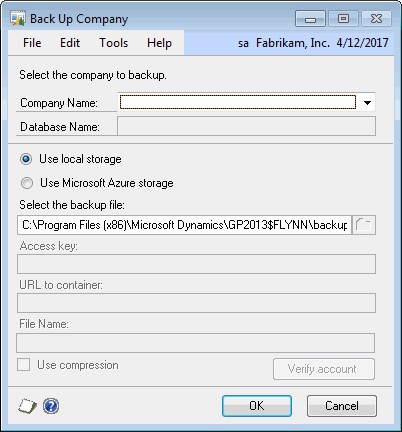 Back Up Company
File Edit Tools Help sa Fabrikam, Inc. 4/12/2017
Select the company to backup.
Company Name:
Database Name:
Use local storage
Use Microsoft Azure storage
Select the backup file:
C:\Program Files (x86)\Microsoft Dynamics\GP2013$FLYNN\backup
Access key:
URL to container:
File Name:
Use compression Verify account
OK Cancel